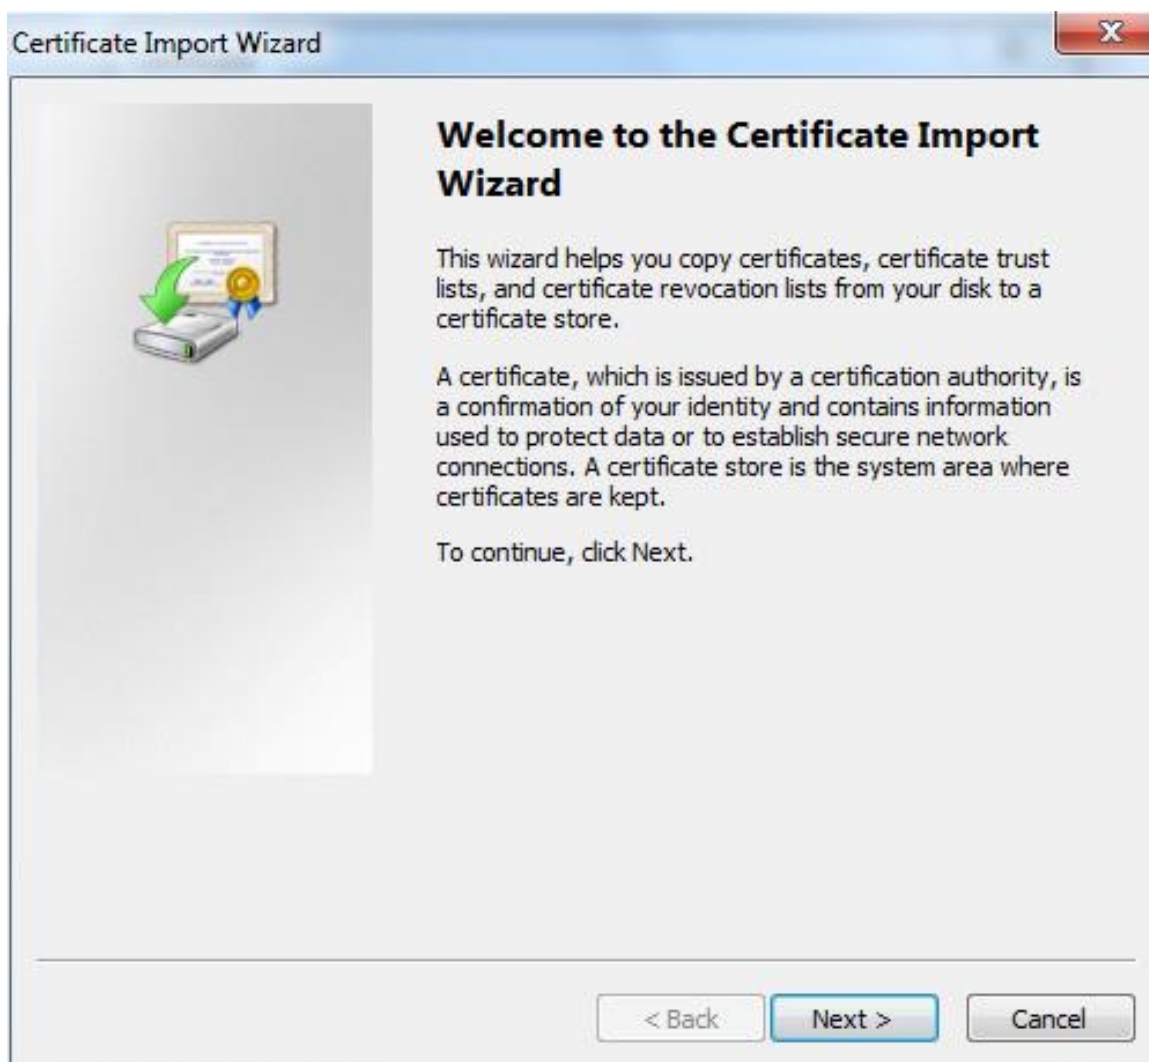 Certificate Import Wizard
Welcome to the Certificate Import
Wizard
This wizard helps you copy certificates, certificate trust
lists, and certificate revocation lists from your disk to a
certificate store.
A certificate, which is issued by a certification authority, is
a confirmation of your identity and contains information
used to protect data or to establish secure network
connections. A certificate store is the system area where
certificates are kept.
To continue, click Next.
< Back Next > Cancel